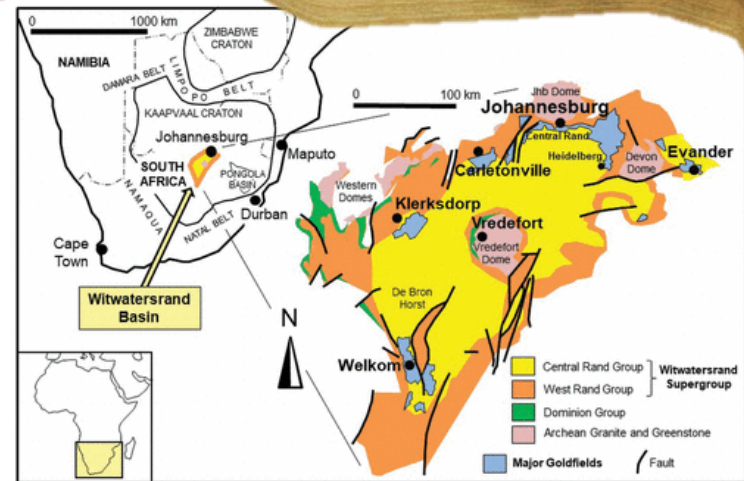 0 1000 km
NAMIBIA
ZIMBABWE
CRATON
DAMARA BELT
LIMPOPO BELT
KAAPVAAL CRATON
Johannesburg
SOUTH
AFRICA
Maputo
PONGOLA
BASIN
NAMAQUA
NATAL BELT
Durban
Cape
Town
Witwatersrand
Basin
0 100 km
Jhb Dome
Johannesburg
Central Rand
Heidelberg
Carletonville
Devon
Dome
Evander
Western
Domes
Klerksdorp
Vredefort
Vredefort
Dome
De Bron
Horst
N
Welkom
Central Rand Group
West Rand Group
Witwatersrand
Supergroup
Dominion Group
Archean Granite and Greenstone
Major Goldfields
Fault